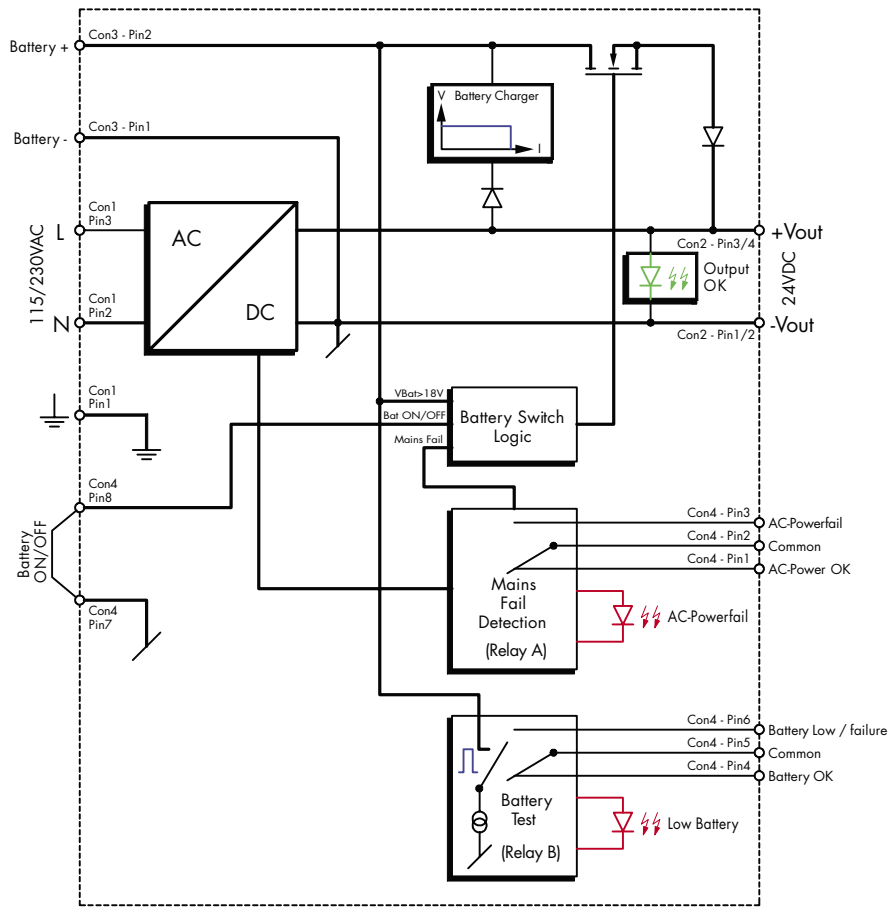 Con3 - Pin2
Battery +
V Battery Charger
I
Con3 - Pin1
Battery -
Con1
Pin3
L
115/230VAC
AC
DC
+Vout
Con2 - Pin3/4
Output
OK
24VDC
Con1
Pin2
N
-Vout
Con2 - Pin1/2
Con1
Pin1
VBat>18V
Bat ON/OFF
Mains Fail
Battery Switch
Logic
Con4
Pin8
Battery
ON/OFF
Con4
Pin7
Con4 - Pin3
AC-Powerfail
Con4 - Pin2
Common
Con4 - Pin1
AC-Power OK
Mains
Fail
Detection
(Relay A)
AC-Powerfail
Con4 - Pin6
Battery Low / failure
Con4 - Pin5
Common
Con4 - Pin4
Battery OK
Battery
Test
(Relay B)
Low Battery